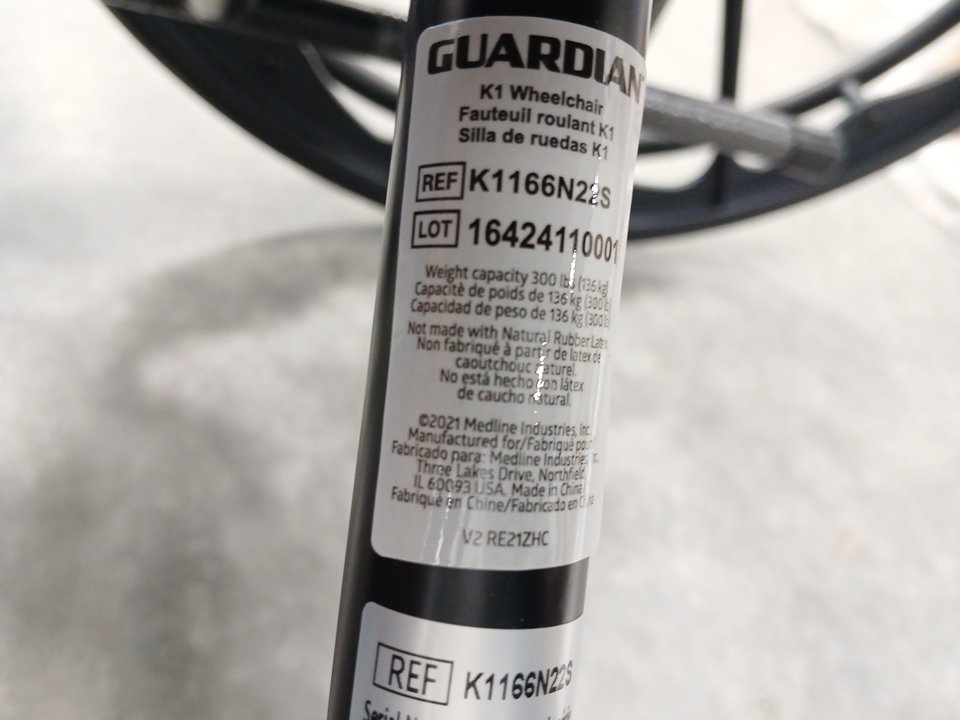 GUARDIAN
K1 Wheelchair
Fauteuil roulant K1
Silla de ruedas K1
REF K1166N22S
LOT 16424110001
Weight capacity 300 lbs (136 kg)
Capacité de poids de 136 kg (300 lb
Capacidad de peso de 136 kg (300 lb
Not made with Natural Rubber Latex.
Non fabriqué à partir de latex de
caoutchouc naturel.
No está hecho con látex
de caucho natural.
©2021 Medline Industries, Inc.
Manufactured for/Fabriqué pour
Fabricado para: Medline Industries, Inc.
Three Lakes Drive, Northfield,
IL 60093 USA. Made in China
Fabriqué en Chine/Fabricado en China
V2 RE21ZHC
REF K1166N22S
Serial